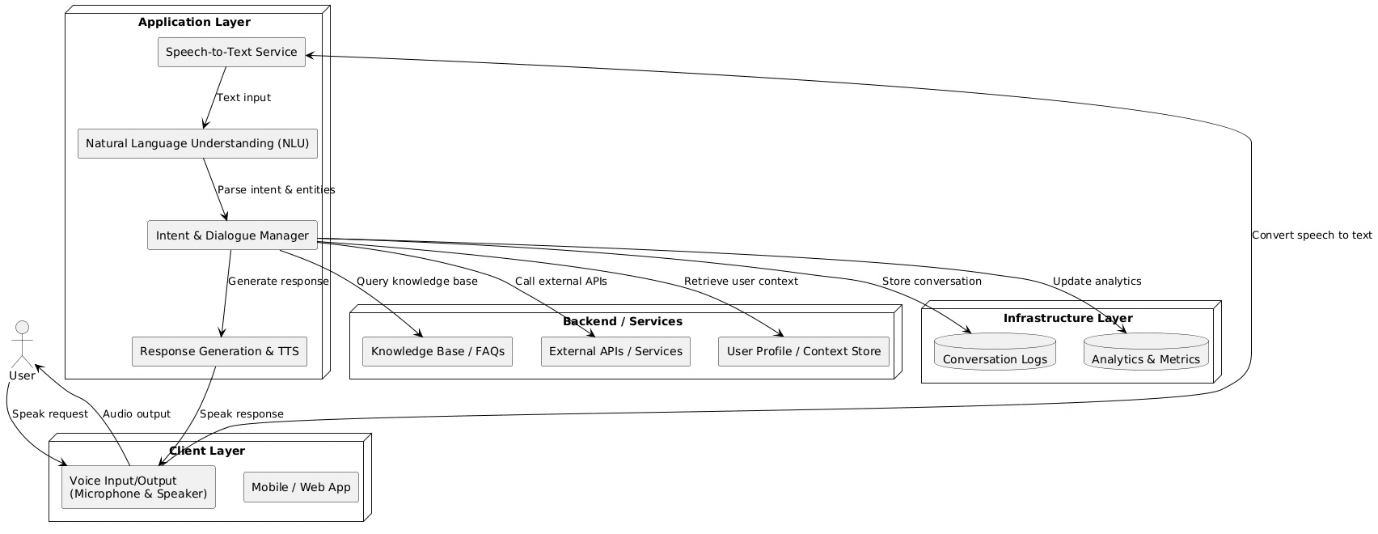 Application Layer
Speech-to-Text Service
Text input
Natural Language Understanding (NLU)
Parse intent & entities
Intent & Dialogue Manager
Convert speech to text
Generate response
Query knowledge base
Call external APIs
Retrieve user context
Store conversation
Update analytics
Backend / Services
Infrastructure Layer
Response Generation & TTS
Knowledge Base / FAQs
External APIs / Services
User Profile / Context Store
Conversation Logs
Analytics & Metrics
User
Speak request
Audio output
Speak response
Client Layer
Voice Input/Output
(Microphone & Speaker)
Mobile / Web App